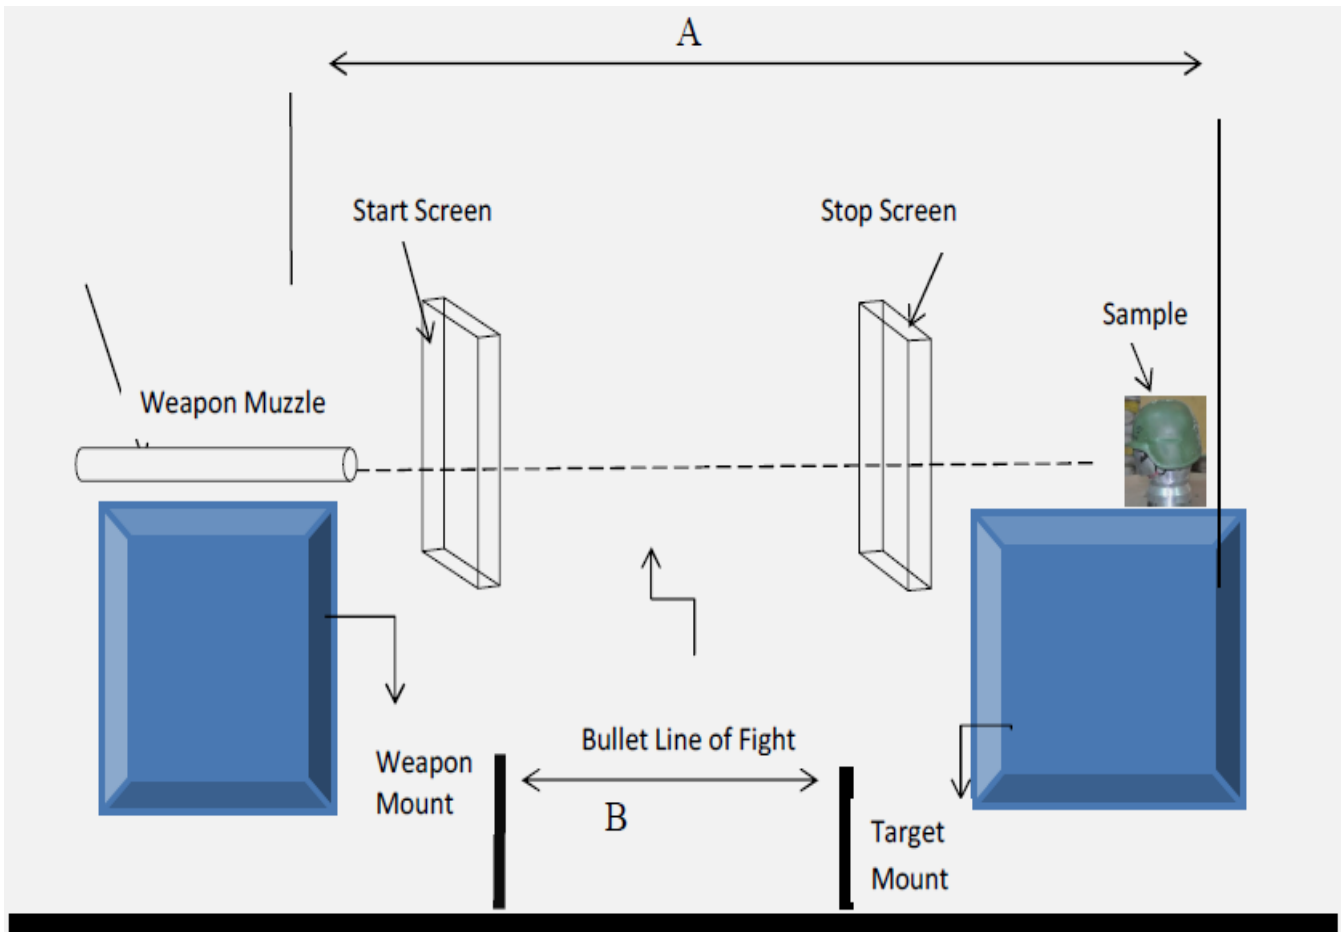 A
Start Screen
Stop Screen
Sample
Weapon Muzzle
Bullet Line of Fight
Weapon
Mount
B
Target
Mount